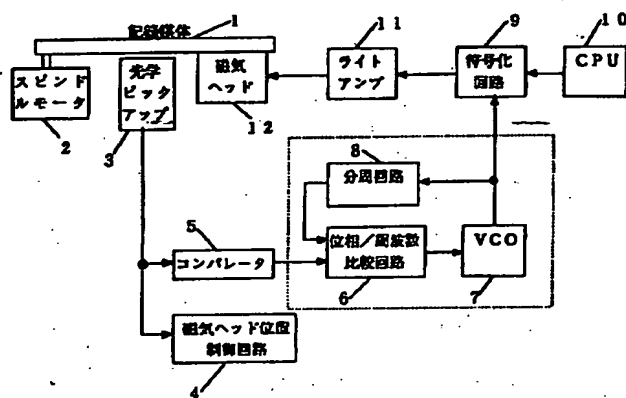 記録媒体
1
スピンド
ルモータ
2
光学
ピック
アップ
3
磁気
ヘッド
12
ライト
アンプ
11
符号化
回路
9
CPU
10
分周回路
8
コンパレータ
5
位相/周波数
比較回路
6
VCO
7
磁気ヘッド位置
制御回路
4